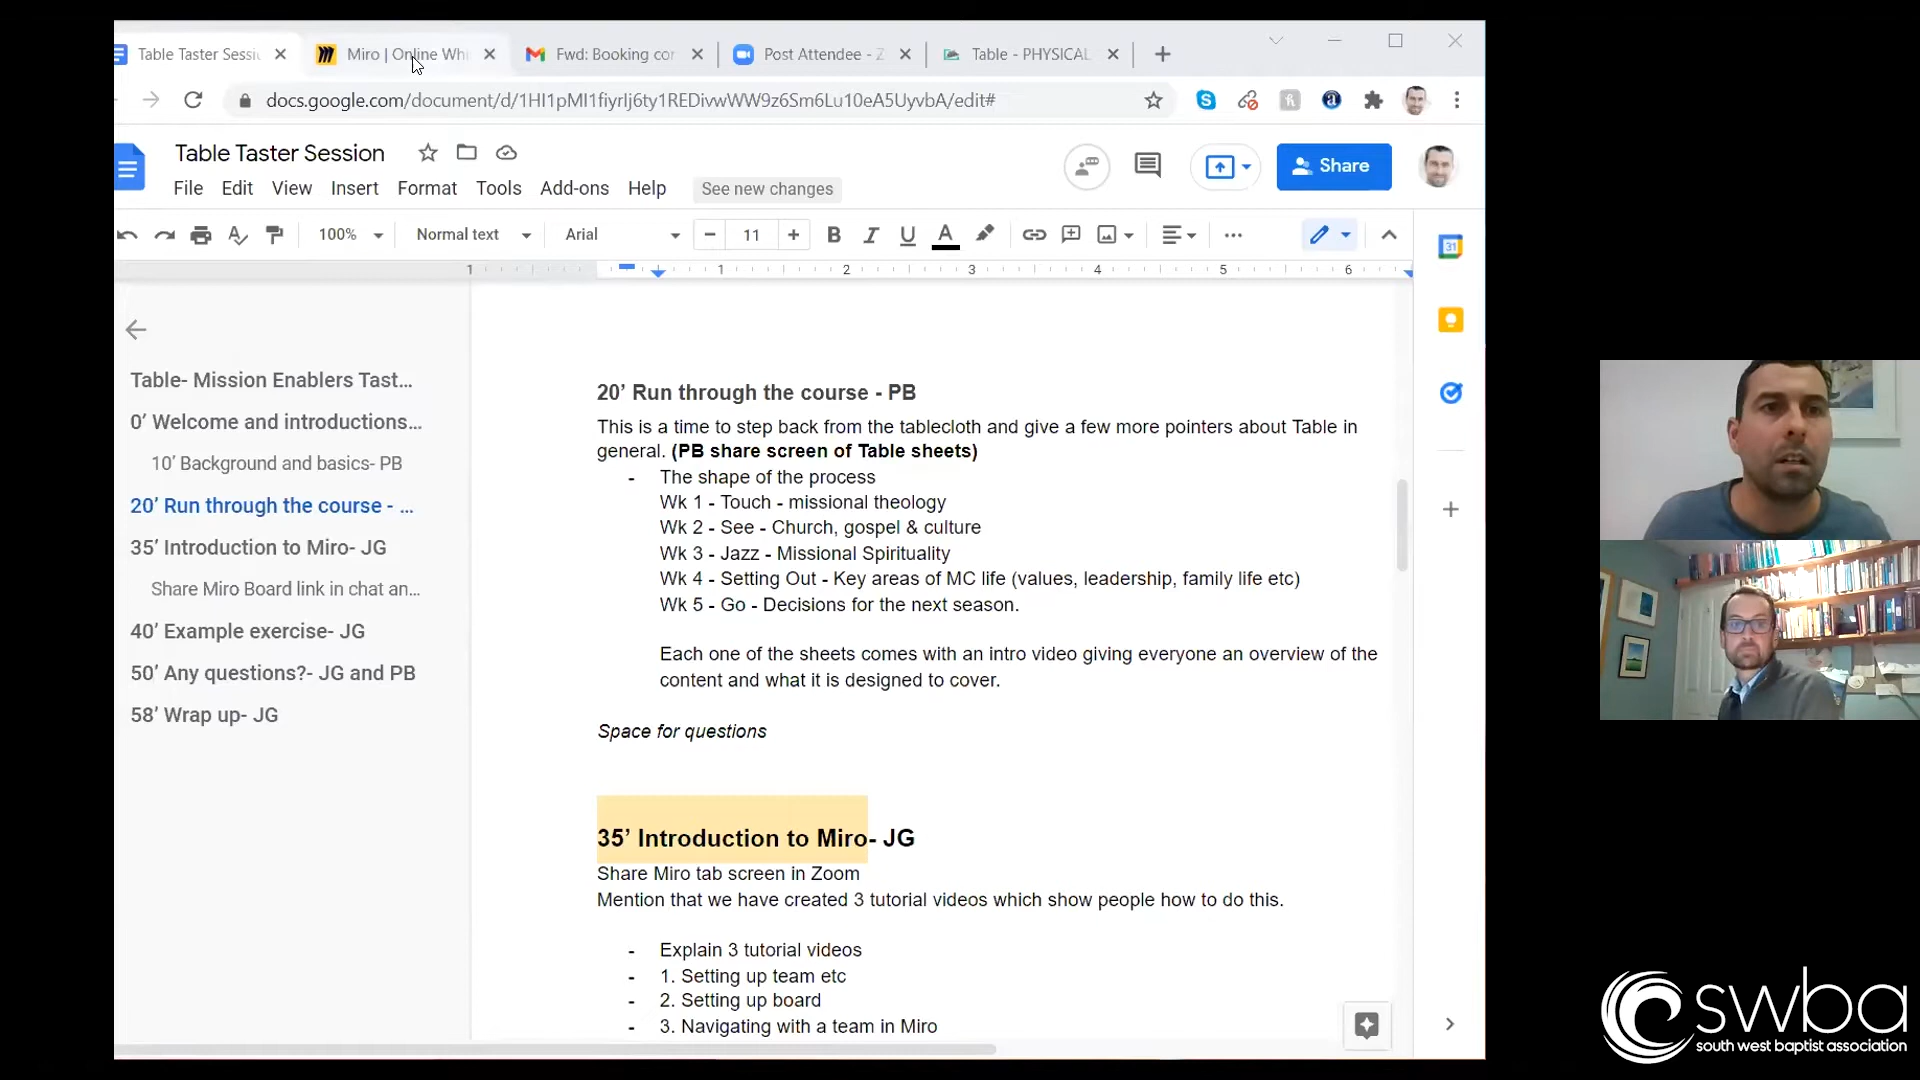 Table Taster Sessi
Miro | Online Whi
Fwd: Booking cor
Post Attendee - Z
Table - PHYSICAL
docs.google.com/document/d/1HI1pMI1fiyrIj6ty1REDivwWW9z6Sm6Lu10eA5UyvbA/edit#
Table Taster Session
Share
File Edit View Insert Format Tools Add-ons Help See new changes
100% Normal text Arial 11 B I U A
1 1 2 3 4 5 6
31
Table- Mission Enablers Tast...
0’ Welcome and introductions...
10’ Background and basics- PB
20’ Run through the course - ...
35’ Introduction to Miro- JG
Share Miro Board link in chat an...
40’ Example exercise- JG
50’ Any questions?- JG and PB
58’ Wrap up- JG
20’ Run through the course - PB
This is a time to step back from the tablecloth and give a few more pointers about Table in
general. (PB share screen of Table sheets)
- The shape of the process
Wk 1 - Touch - missional theology
Wk 2 - See - Church, gospel & culture
Wk 3 - Jazz - Missional Spirituality
Wk 4 - Setting Out - Key areas of MC life (values, leadership, family life etc)
Wk 5 - Go - Decisions for the next season.
Each one of the sheets comes with an intro video giving everyone an overview of the
content and what it is designed to cover.
Space for questions
35’ Introduction to Miro- JG
Share Miro tab screen in Zoom
Mention that we have created 3 tutorial videos which show people how to do this.
- Explain 3 tutorial videos
- 1. Setting up team etc
- 2. Setting up board
- 3. Navigating with a team in Miro
swba
south west baptist association